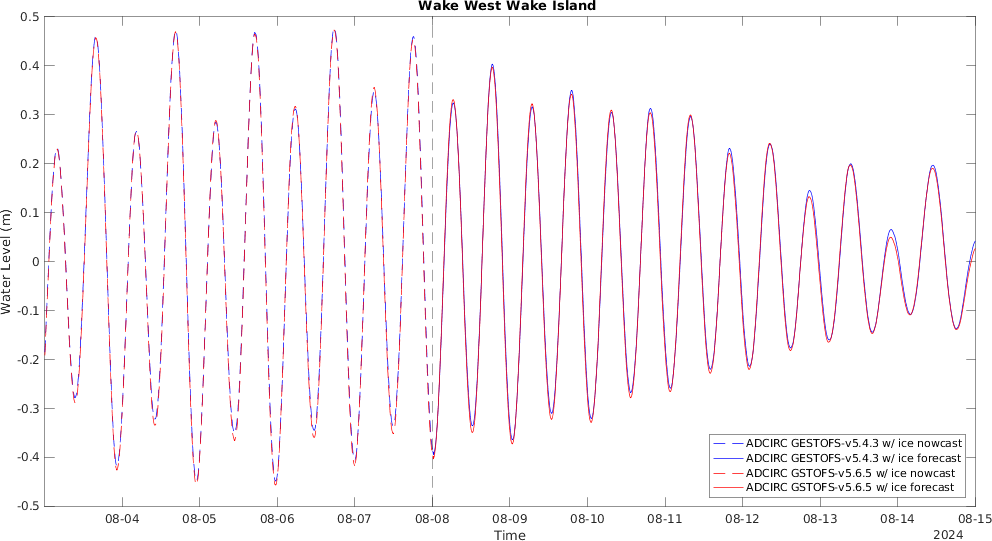 Wake West Wake Island
0.5
0.4
0.3
0.2
0.1
0
-0.1
-0.2
-0.3
-0.4
-0.5
Water Level (m)
ADCIRC GESTOFS-v5.4.3 w/ ice nowcast
ADCIRC GESTOFS-v5.4.3 w/ ice forecast
ADCIRC GSTOFS-v5.6.5 w/ ice nowcast
ADCIRC GSTOFS-v5.6.5 w/ ice forecast
08-04 08-05 08-06 08-07 08-08 08-09 08-10 08-11 08-12 08-13 08-14 08-15
Time
2024